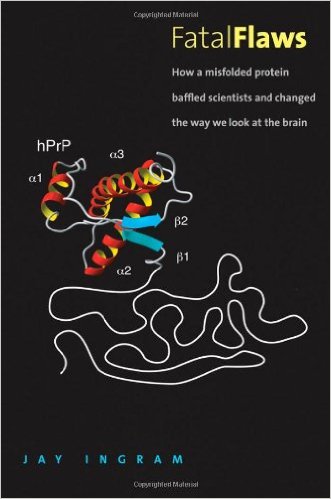 FatalFlaws
How a misfolded protein
baffled scientists and changed
the way we look at the brain
hPrP
α3
α1
β2
β1
α2
JAY INGRAM